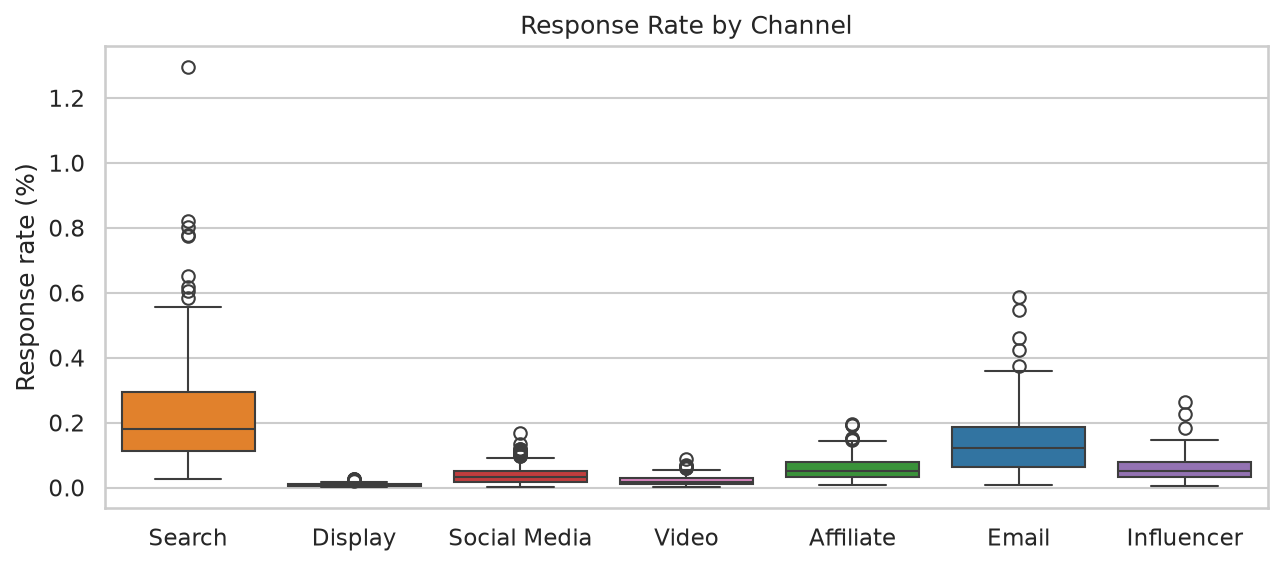 Response Rate by Channel
Response rate (%)
1.2
1.0
0.8
0.6
0.4
0.2
0.0
Search Display Social Media Video Affiliate Email Influencer